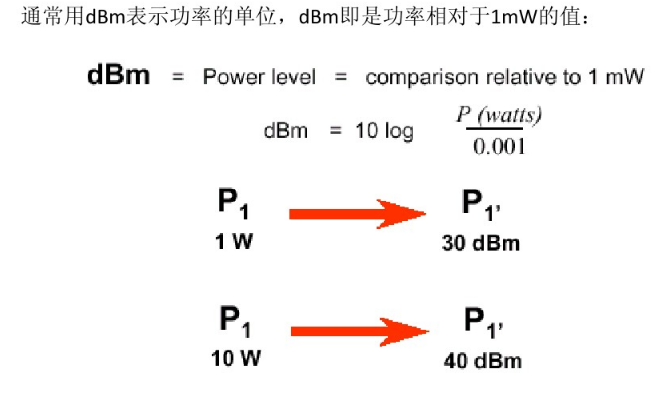 通常用dBm表示功率的单位，dBm即是功率相对于1mW的值：
dBm = Power level = comparison relative to 1 mW
dBm = 10 log P (watts) / 0.001
P1 P1'
1 W 30 dBm
P1 P1'
10 W 40 dBm